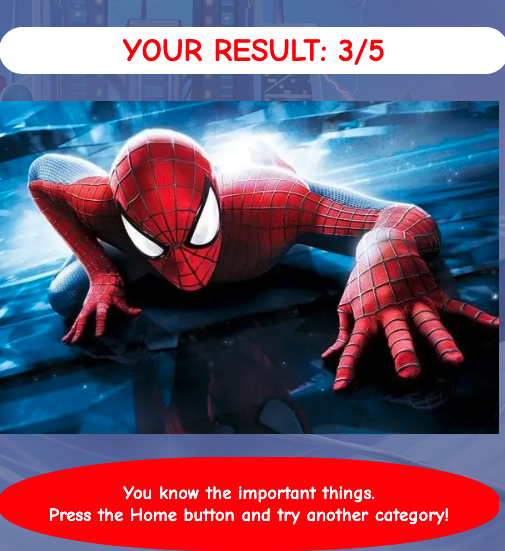 YOUR RESULT: 3/5
You know the important things.
Press the Home button and try another category!